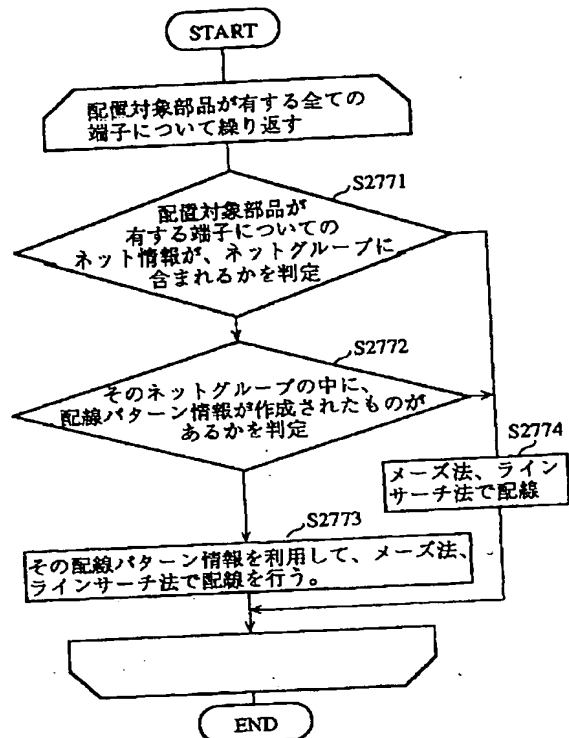 START
配置対象部品が有する全ての
端子について繰り返す
S2771
配置対象部品が
有する端子についての
ネット情報が、ネットグループに
含まれるかを判定
S2772
そのネットグループの中に、
配線パターン情報が作成されたものが
あるかを判定
S2774
メーズ法、ライン
サーチ法で配線
S2773
その配線パターン情報を利用して、メーズ法、
ラインサーチ法で配線を行う。
END